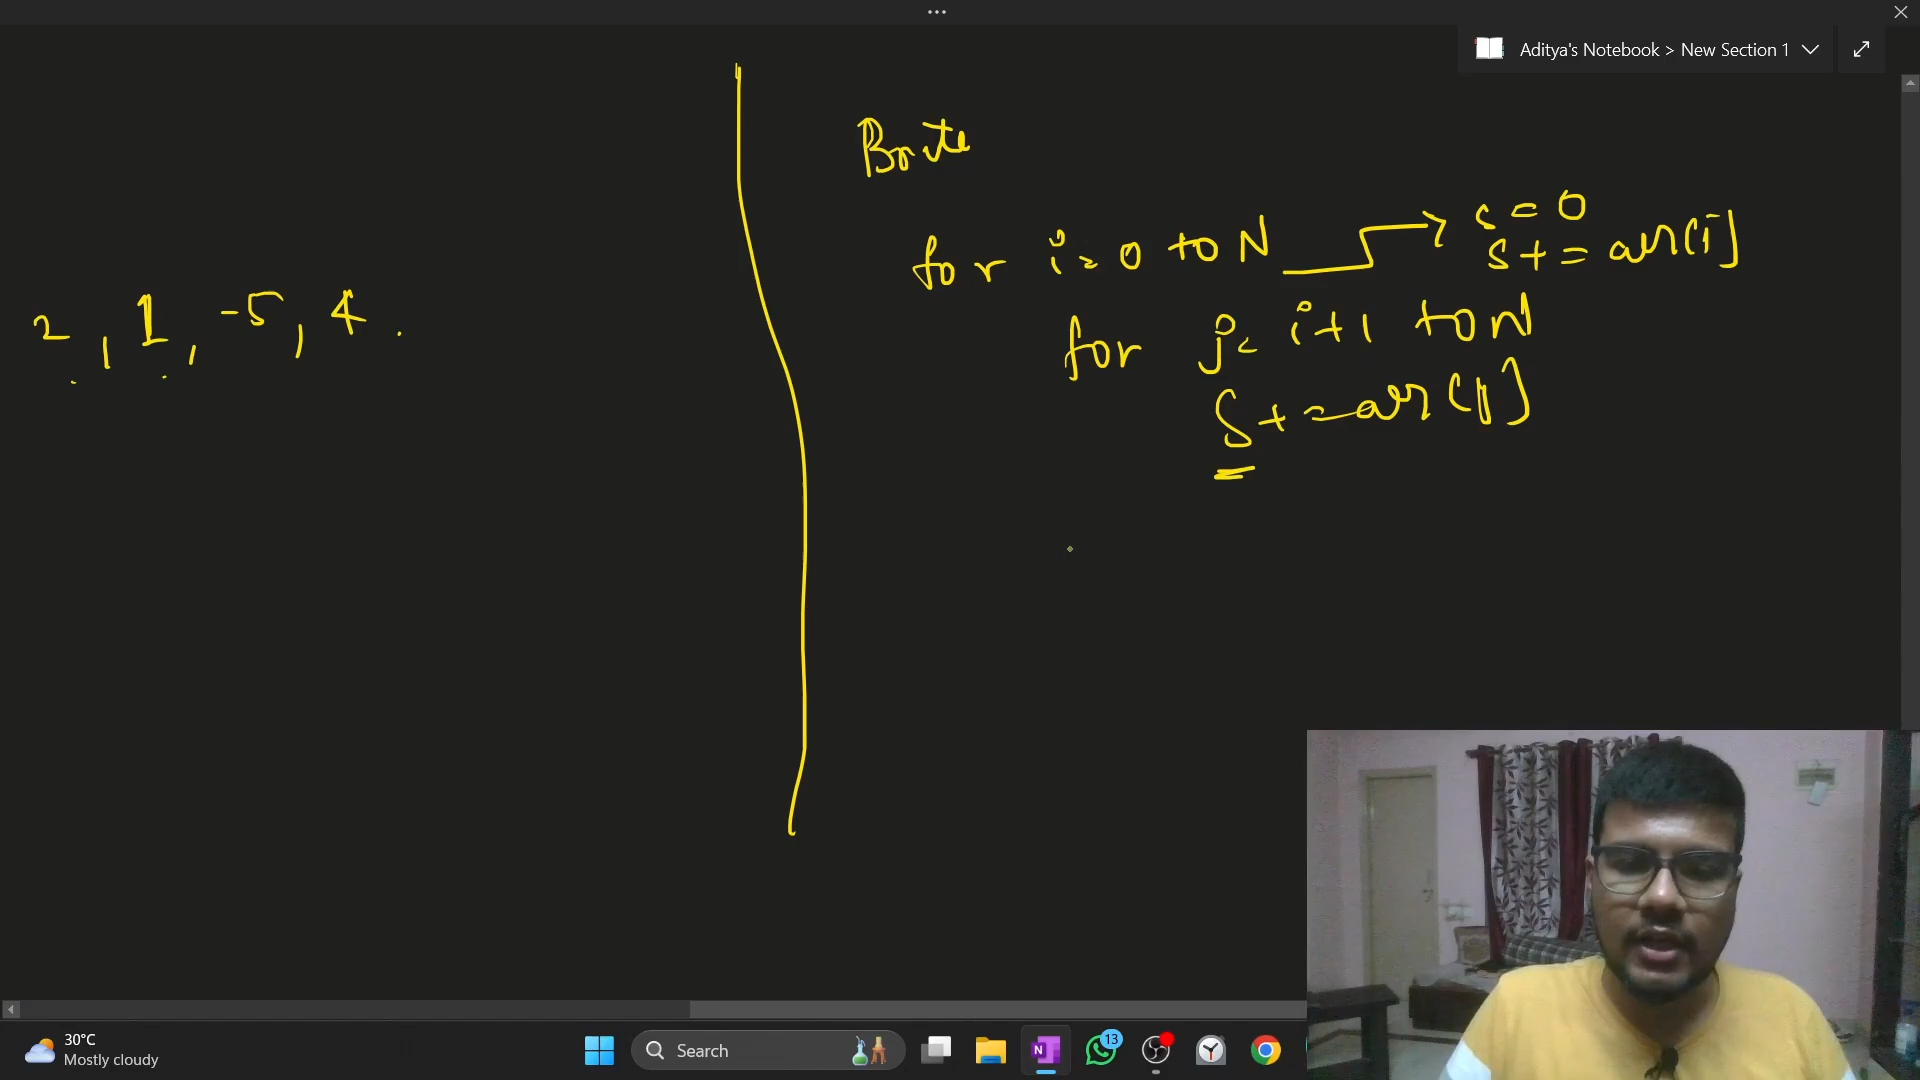 ...
Aditya's Notebook > New Section 1
2, 1, -5, 4.
Brute
for i=0 to N
s = 0
s += arr[i]
for j= i+1 to N
s += arr[j]
30°C
Mostly cloudy
Search
N
13